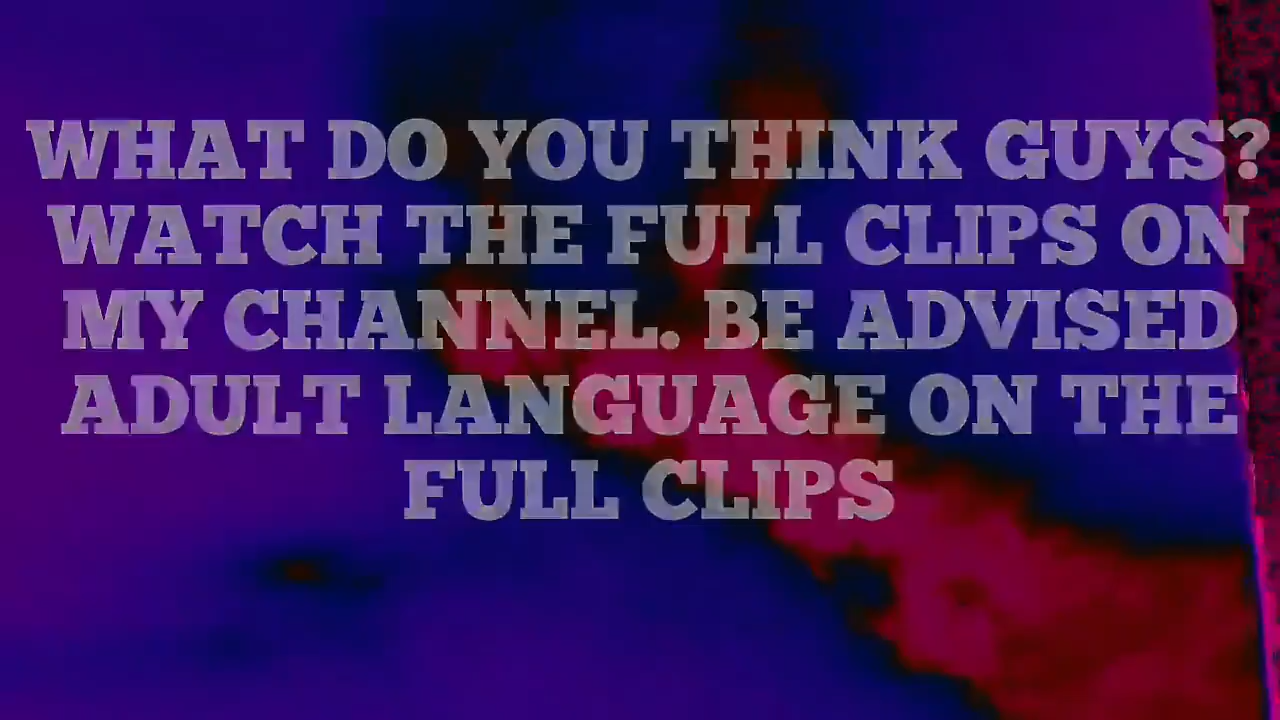 WHAT DO YOU THINK GUYS?
WATCH THE FULL CLIPS ON
MY CHANNEL. BE ADVISED
ADULT LANGUAGE ON THE
FULL CLIPS